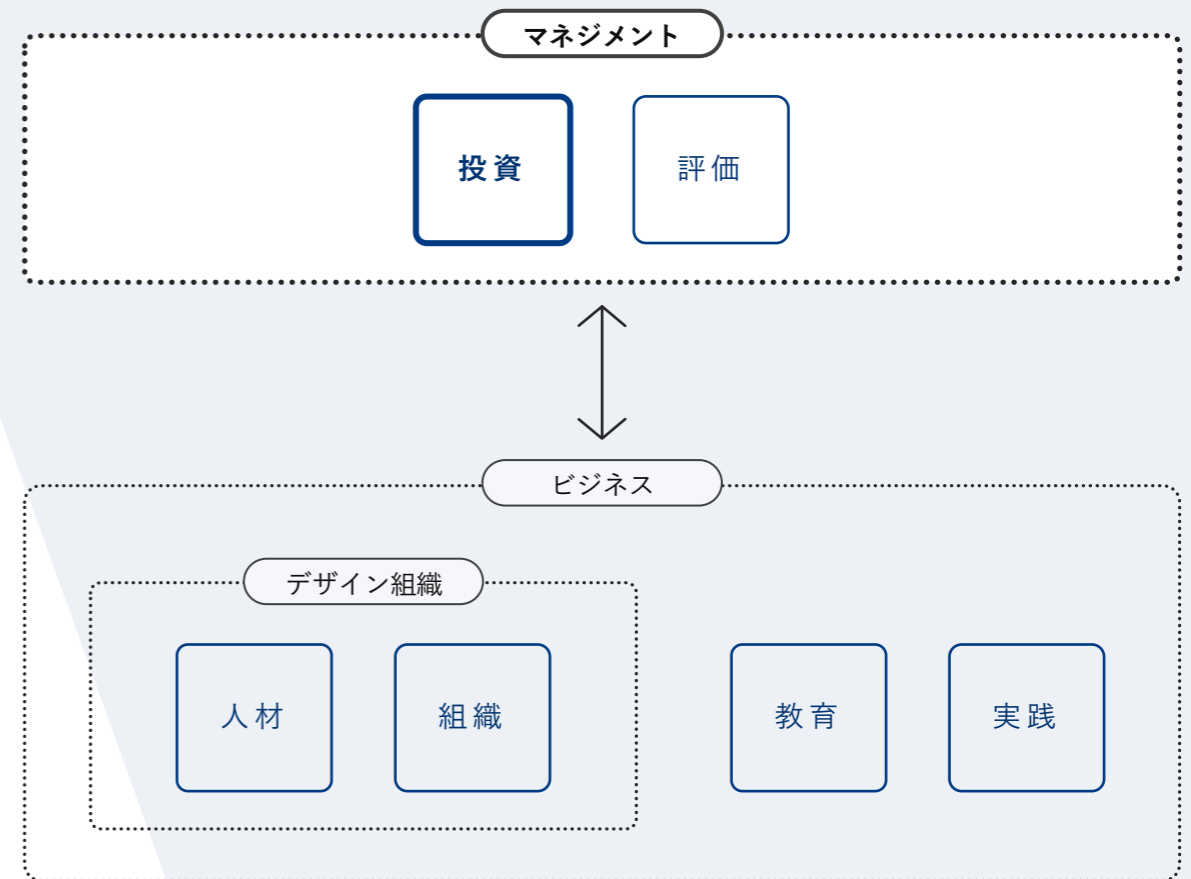 マネジメント
投資
評価
ビジネス
デザイン組織
人材
組織
教育
実践